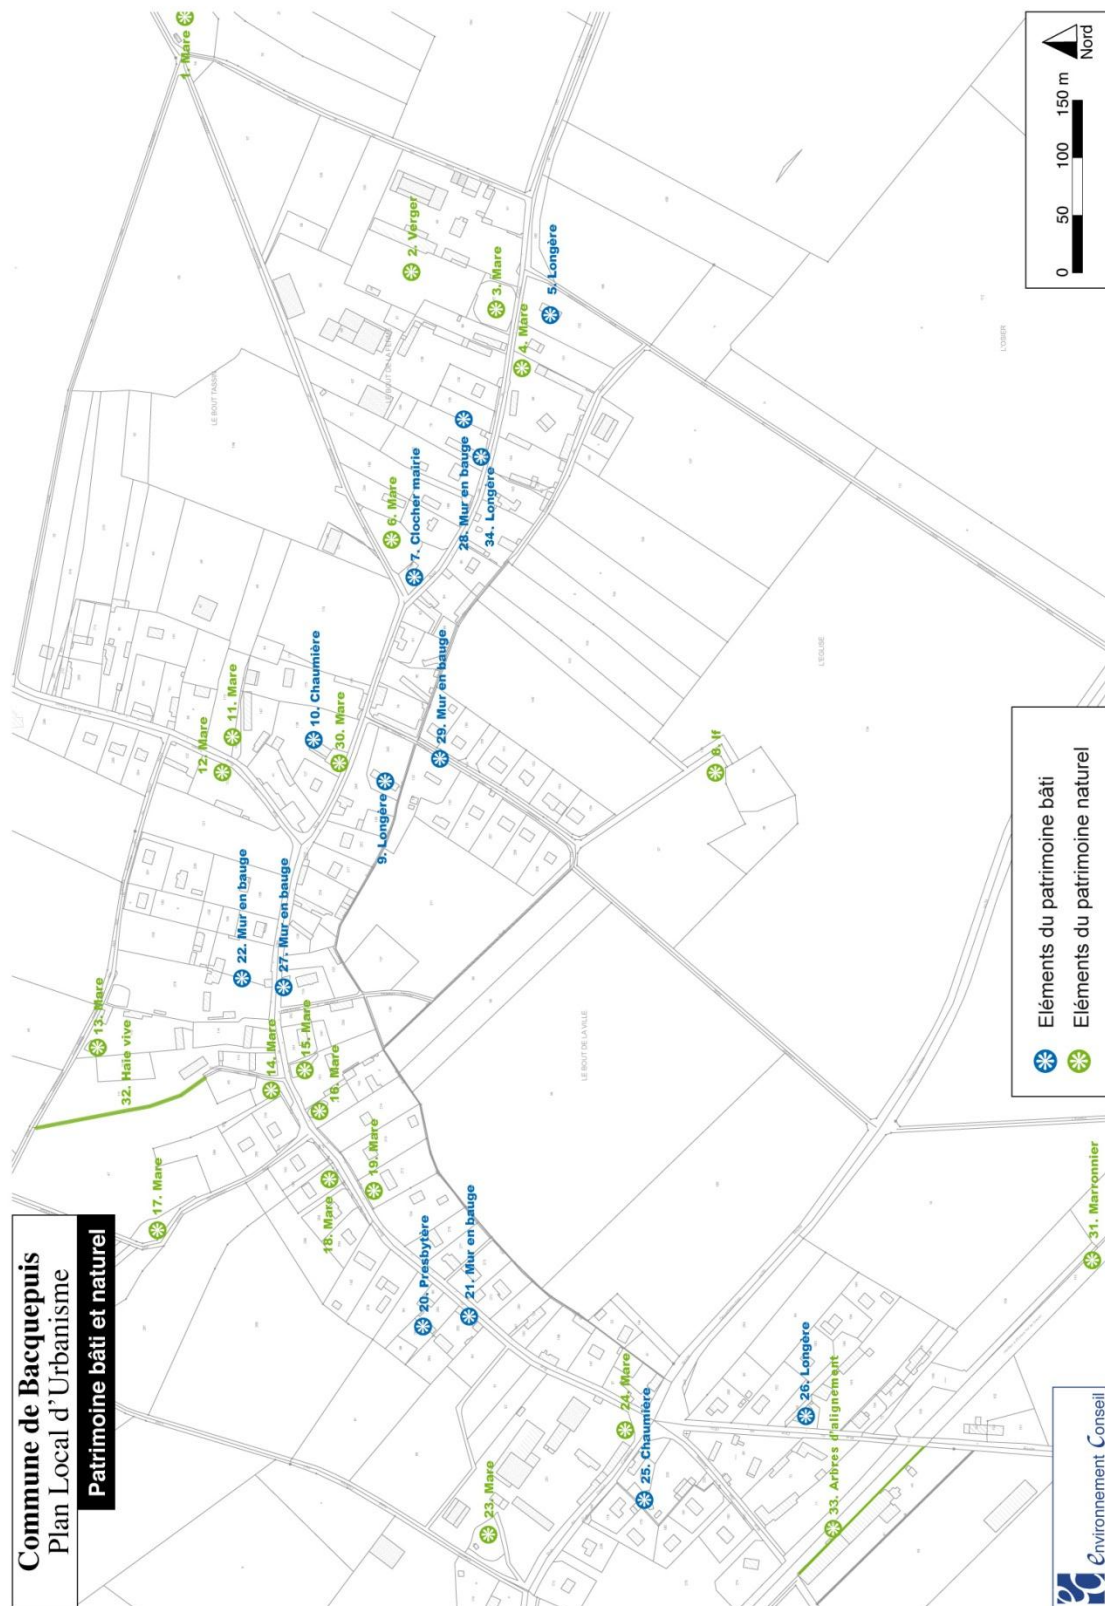 Commune de Bacquepuis
Plan Local d'Urbanisme
Patrimoine bâti et naturel
1. Mare
2. Verger
3. Mare
4. Mare
5. Longère
6. Mare
7. Clocher mairie
28. Mur en bauge
34. Longère
LE BOUT TASSIN
11. Mare
12. Mare
10. Chaumière
30. Mare
9. Longère
29. Mur en bauge
8. If
L'EGLISE
L'OSIER
22. Mur en bauge
27. Mur en bauge
13. Mare
32. Haie vive
14. Mare
15. Mare
16. Mare
17. Mare
18. Mare
19. Mare
LE BOUT DE LA VILLE
20. Presbytère
21. Mur en bauge
23. Mare
24. Mare
25. Chaumière
26. Longère
33. Arbres d'alignement
31. Marronnier
Eléments du patrimoine bâti
Eléments du patrimoine naturel
0 50 100 150 m
Nord
Environnement Conseil